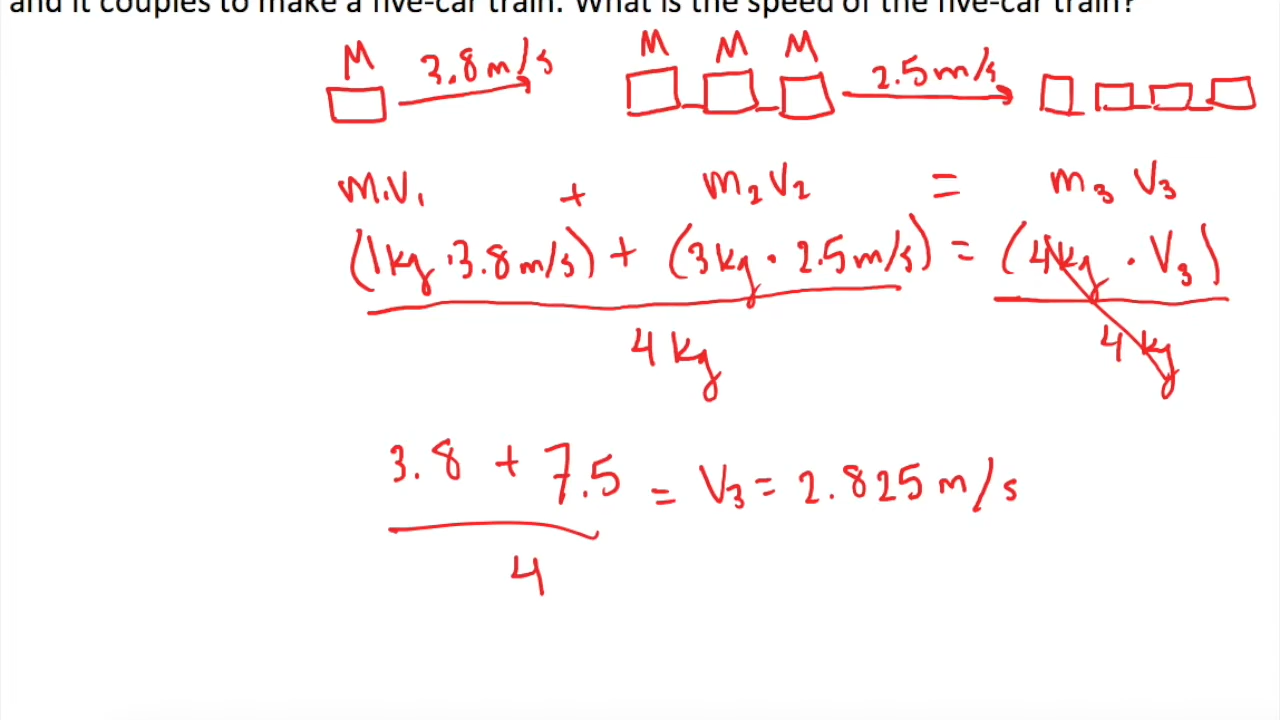 and it couples to make a five-car train. What is the speed of the five-car train?
M 3.8 m/s M M M 2.5 m/s
m₁V₁ + m₂V₂ = m₃ V₃
(1kg · 3.8 m/s) + (3kg · 2.5 m/s) = (4kg · V₃)
4 kg 4 kg
3.8 + 7.5 = V₃ = 2.825 m/s
4